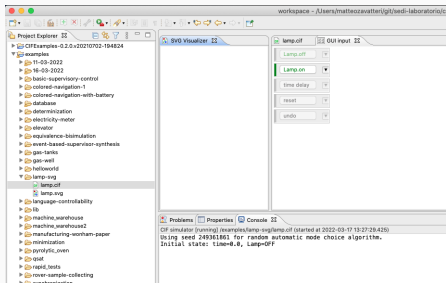 workspace - /Users/matteozavatteri/git/sedi-laboratorio/c
Project Explorer
CIFExamples-0.2.0.v20210702-194824
examples
11-03-2022
16-03-2022
basic-supervisory-control
colored-navigation-1
colored-navigation-with-battery
database
determinization
electricity-meter
elevator
equivalence-bisimulation
event-based-supervisor-synthesis
gas-tanks
gas-well
helloworld
lamp-svg
lamp.cif
lamp.svg
language-controllability
lib
machine_warehouse
machine_warehouse2
manufacturing-wonham-paper
minimization
pyrolytic_oven
qsat
rapid_tests
rover-sample-collecting
SVG Visualizer
lamp.cif
GUI input
Lamp.off
Lamp.on
time delay
reset
undo
Problems
Properties
Console
CIF simulator [running] /examples/lamp-svg/lamp.cif (started at 2022-03-17 13:27:29.425)
Using seed 249361861 for random automatic mode choice algorithm.
Initial state: time=0.0, Lamp=OFF